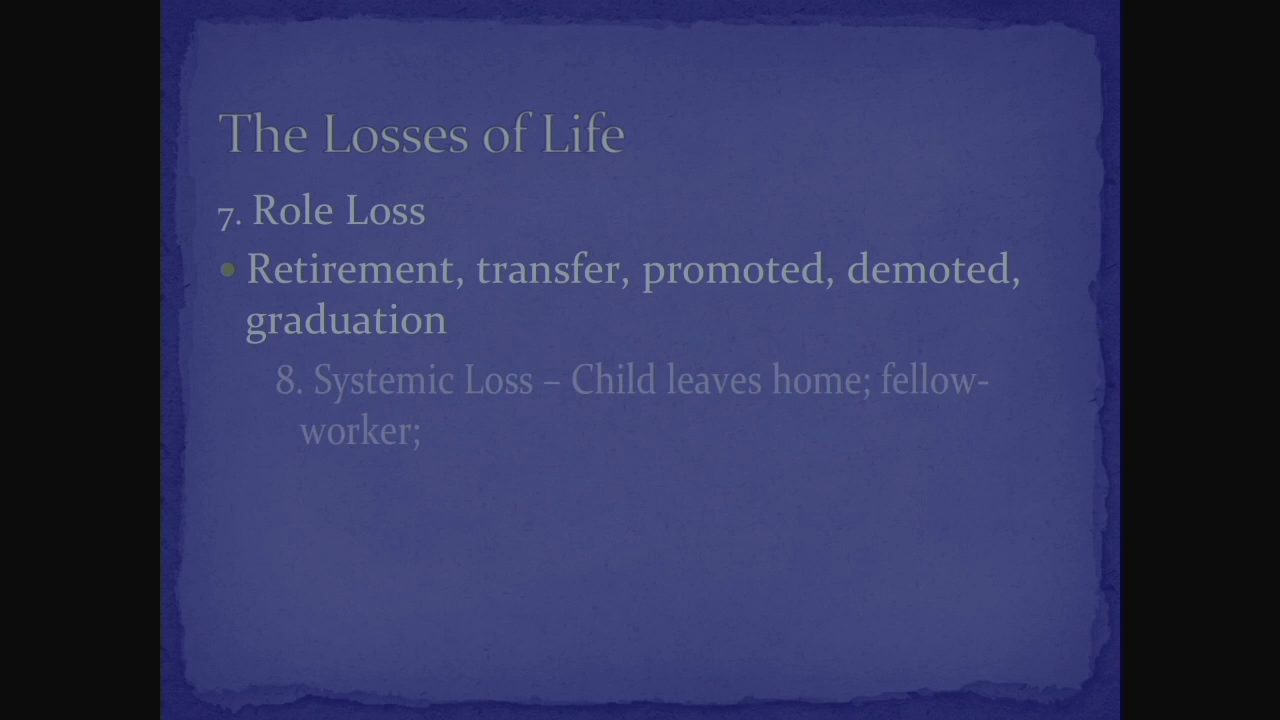 The Losses of Life
7. Role Loss
• Retirement, transfer, promoted, demoted,
graduation
8. Systemic Loss – Child leaves home; fellow-
worker;